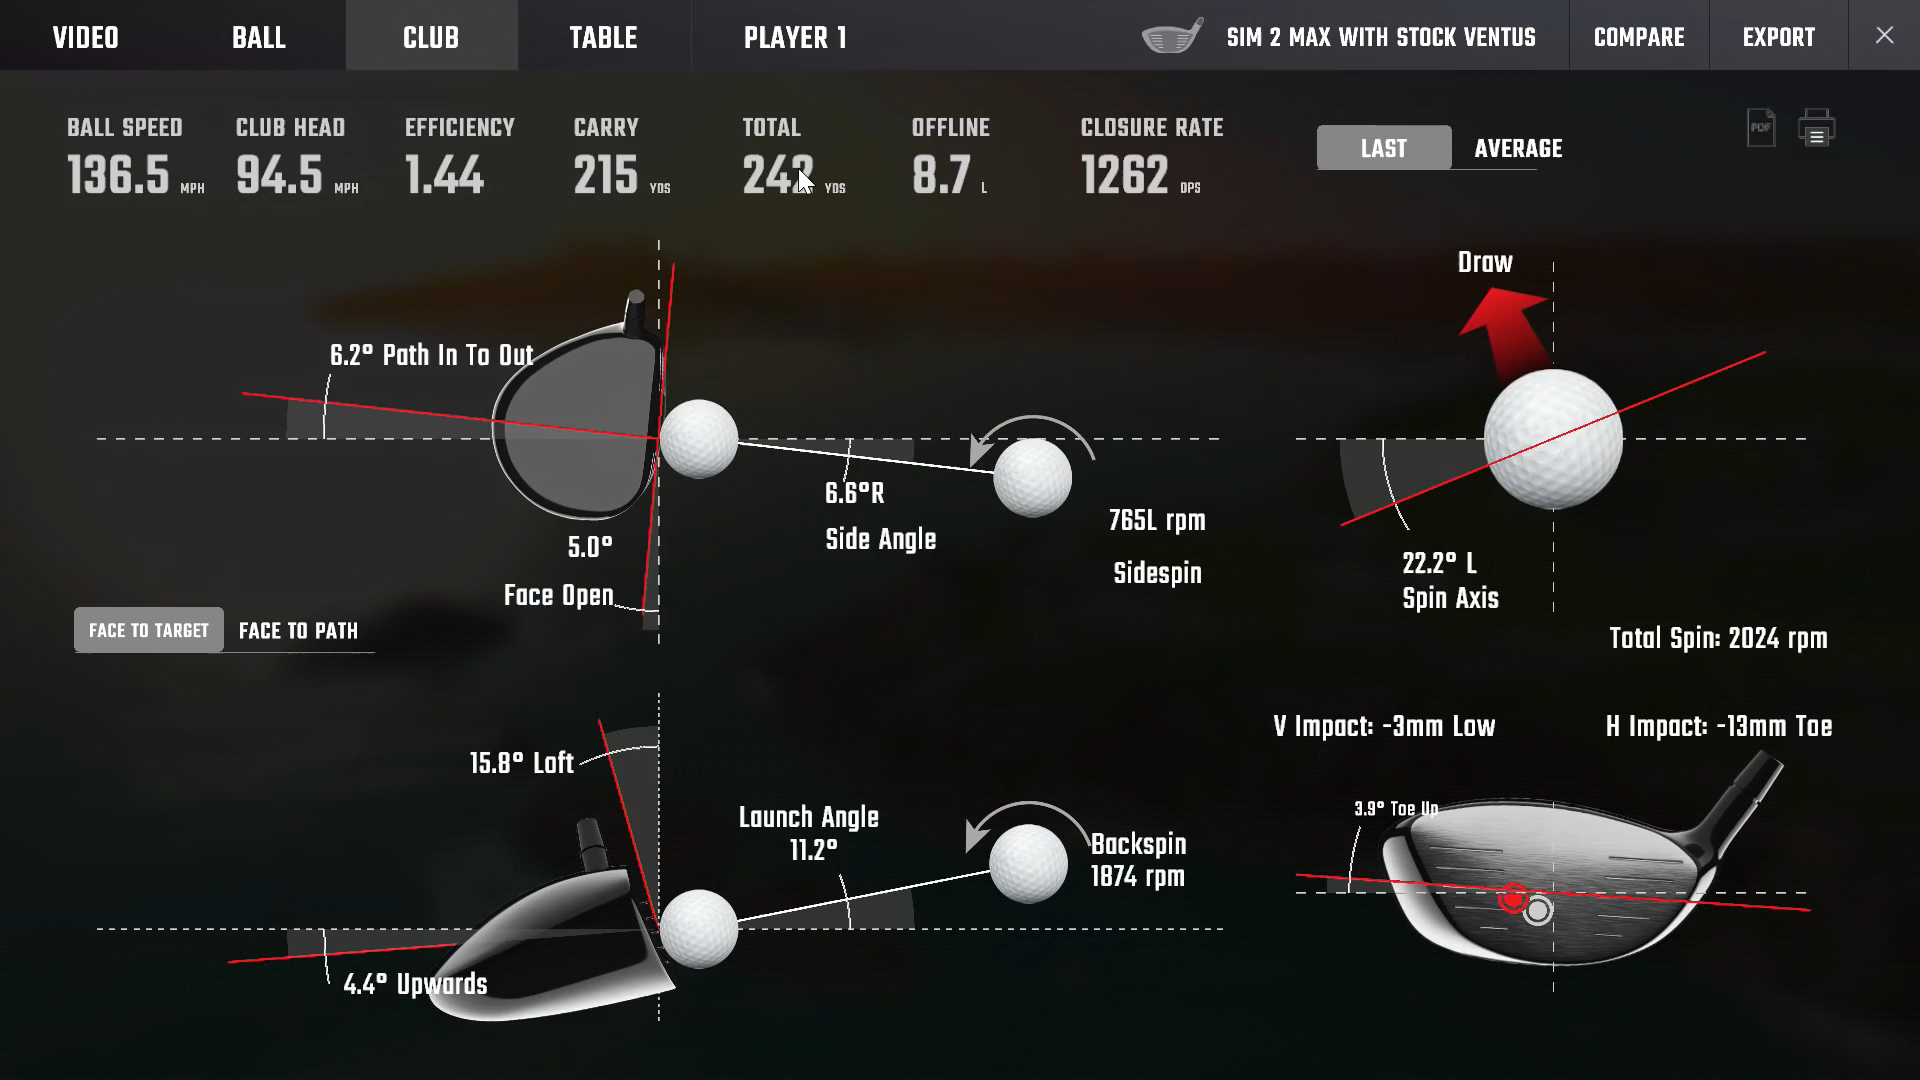 VIDEO
BALL
CLUB
TABLE
PLAYER 1
SIM 2 MAX WITH STOCK VENTUS
COMPARE
EXPORT
BALL SPEED
136.5 MPH
CLUB HEAD
94.5 MPH
EFFICIENCY
1.44
CARRY
215 YDS
TOTAL
242 YDS
OFFLINE
8.7 L
CLOSURE RATE
1262 DPS
LAST
AVERAGE
PDF
6.2° Path In To Out
5.0°
Face Open
6.6°R
Side Angle
765L rpm
Sidespin
Draw
22.2° L
Spin Axis
Total Spin: 2024 rpm
FACE TO TARGET
FACE TO PATH
15.8° Loft
4.4° Upwards
Launch Angle
11.2°
Backspin
1874 rpm
V Impact: -3mm Low
H Impact: -13mm Toe
3.9° Toe Up